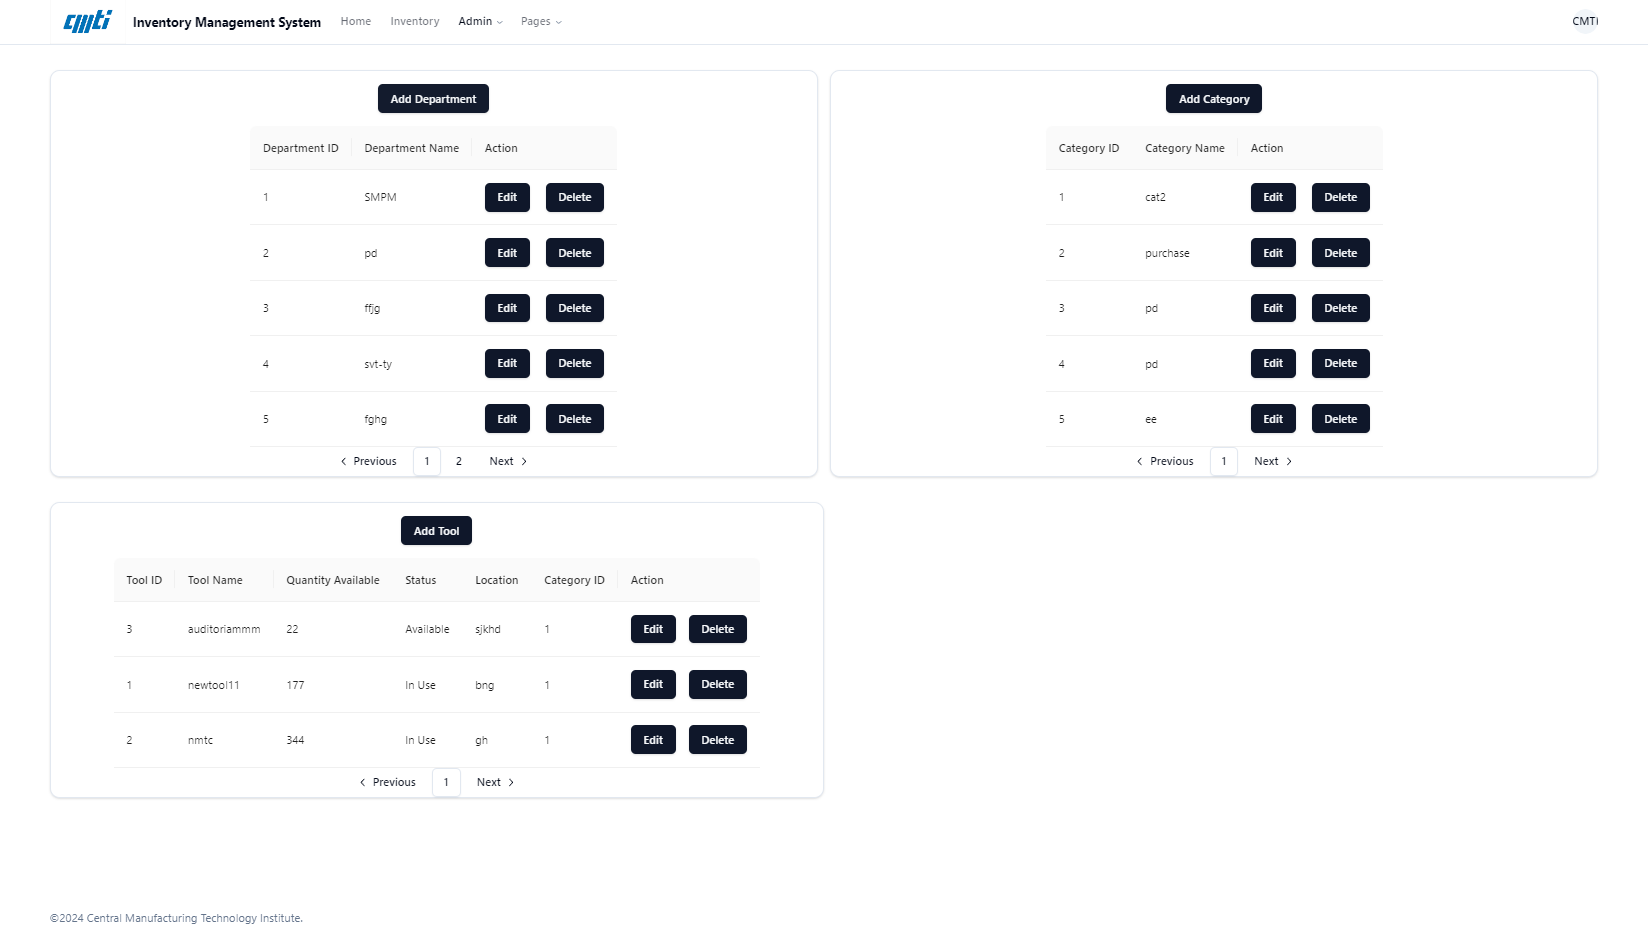 cmti Inventory Management System Home Inventory Admin Pages CMTI
Add Department
Department ID Department Name Action
1 SMPM Edit Delete
2 pd Edit Delete
3 ffjg Edit Delete
4 svt-ty Edit Delete
5 fghg Edit Delete
Previous 1 2 Next
Add Category
Category ID Category Name Action
1 cat2 Edit Delete
2 purchase Edit Delete
3 pd Edit Delete
4 pd Edit Delete
5 ee Edit Delete
Previous 1 Next
Add Tool
Tool ID Tool Name Quantity Available Status Location Category ID Action
3 auditoriammm 22 Available sjkhd 1 Edit Delete
1 newtool11 177 In Use bng 1 Edit Delete
2 nmtc 344 In Use gh 1 Edit Delete
Previous 1 Next
©2024 Central Manufacturing Technology Institute.